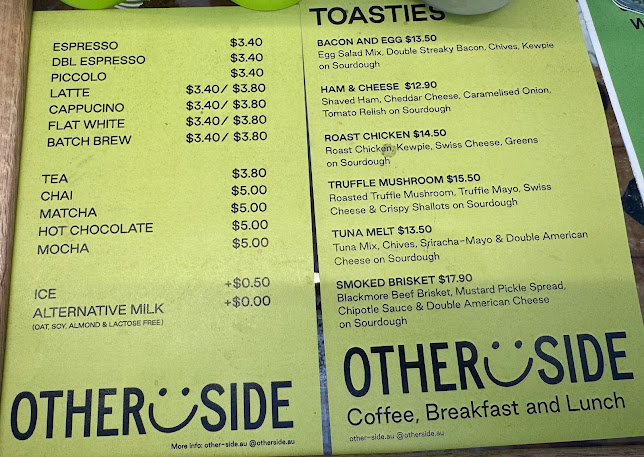 ESPRESSO $3.40
DBL ESPRESSO $3.40
PICCOLO $3.40
LATTE $3.40/ $3.80
CAPPUCINO $3.40/ $3.80
FLAT WHITE $3.40/ $3.80
BATCH BREW $3.40/ $3.80
TEA $3.80
CHAI $5.00
MATCHA $5.00
HOT CHOCOLATE $5.00
MOCHA $5.00
ICE +$0.50
ALTERNATIVE MILK +$0.00
(OAT, SOY, ALMOND & LACTOSE FREE)
OTHER SIDE
More info: other-side.au @otherside.au
TOASTIES
BACON AND EGG $13.50
Egg Salad Mix, Double Streaky Bacon, Chives, Kewpie
on Sourdough
HAM & CHEESE $12.90
Shaved Ham, Cheddar Cheese, Caramelised Onion,
Tomato Relish on Sourdough
ROAST CHICKEN $14.50
Roast Chicken, Kewpie, Swiss Cheese, Greens
on Sourdough
TRUFFLE MUSHROOM $15.50
Roasted Truffle Mushroom, Truffle Mayo, Swiss
Cheese & Crispy Shallots on Sourdough
TUNA MELT $13.50
Tuna Mix, Chives, Sriracha-Mayo & Double American
Cheese on Sourdough
SMOKED BRISKET $17.90
Blackmore Beef Brisket, Mustard Pickle Spread,
Chipotle Sauce & Double American Cheese
on Sourdough
OTHER SIDE
Coffee, Breakfast and Lunch
other-side.au @otherside.au
W